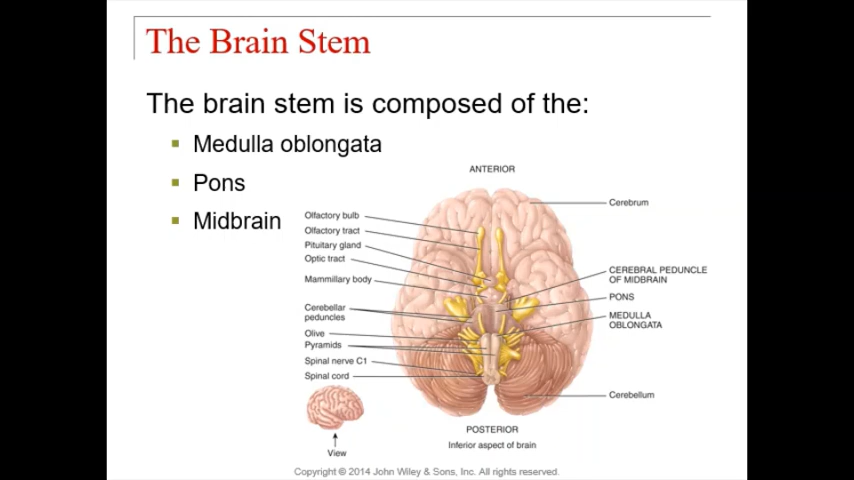 The Brain Stem
The brain stem is composed of the:
Medulla oblongata
Pons
Midbrain
ANTERIOR
Olfactory bulb
Olfactory tract
Pituitary gland
Optic tract
Mammillary body
Cerebellar
peduncles
Olive
Pyramids
Spinal nerve C1
Spinal cord
Cerebrum
CEREBRAL PEDUNCLE
OF MIDBRAIN
PONS
MEDULLA
OBLONGATA
Cerebellum
POSTERIOR
Inferior aspect of brain
View
Copyright © 2014 John Wiley & Sons, Inc. All rights reserved.